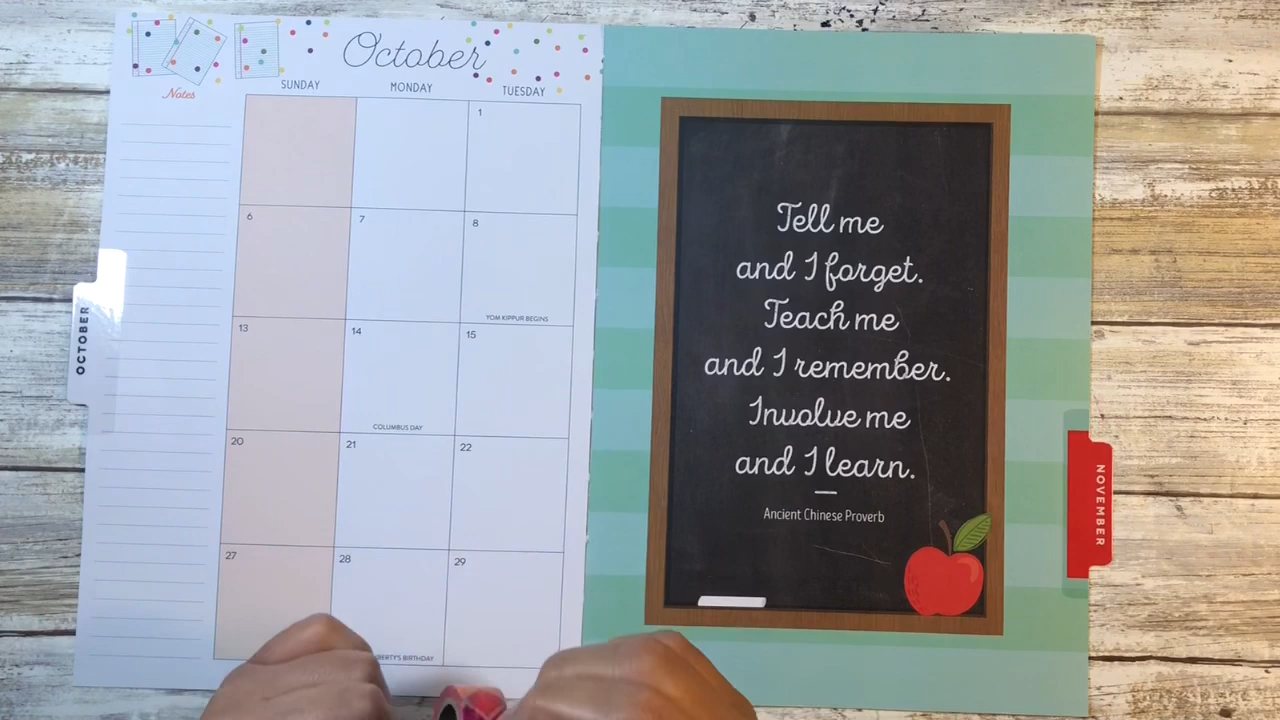 October
Notes
SUNDAY MONDAY TUESDAY
1
6 7 8
YOM KIPPUR BEGINS
13 14 15
COLUMBUS DAY
20 21 22
27 28 29
BIRTHDAY
OCTOBER
Tell me
and I forget.
Teach me
and I remember.
Involve me
and I learn.
Ancient Chinese Proverb
NOVEMBER